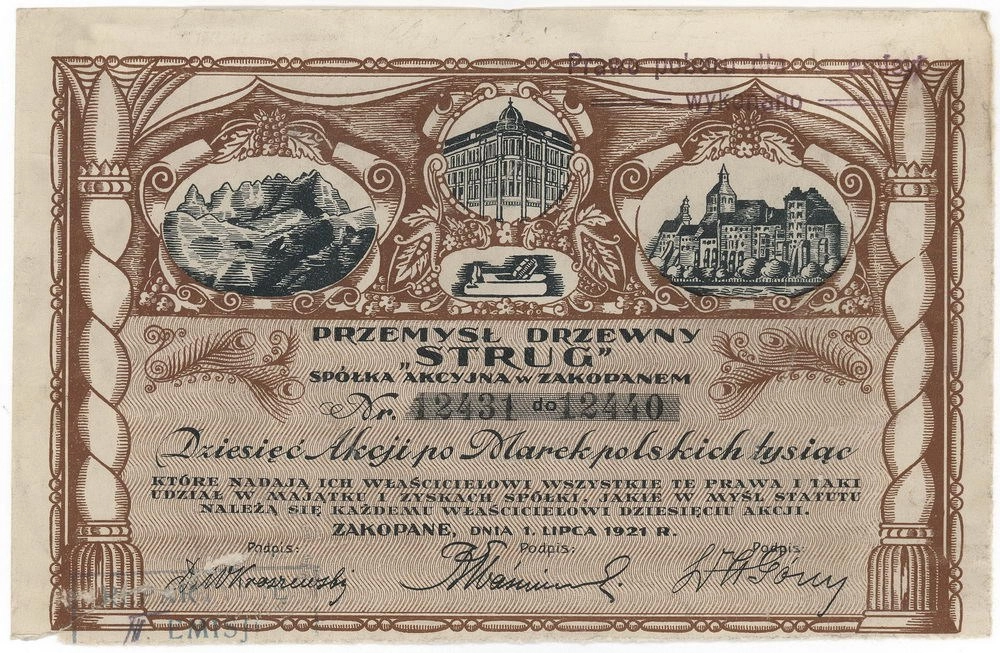 Prawo poboru
wykonano
PRZEMYSŁ DRZEWNY
„STRUG”
SPÓŁKA AKCYJNA W ZAKOPANEM
Nr. 12431 do 12440
Dziesięć Akcji po Marek polskich tysiąc
KTÓRE NADAJĄ ICH WŁAŚCICIELOWI WSZYSTKIE TE PRAWA I TAKI
UDZIAŁ W MAJĄTKU I ZYSKACH SPÓŁKI, JAKIE W MYŚL STATUTU
NALEŻĄ SIĘ KAŻDEMU WŁAŚCICIELOWI DZIESIĘCIU AKCJI.
ZAKOPANE, DNIA 1. LIPCA 1921 R.
Podpis: Podpis: Podpis:
EMISJ